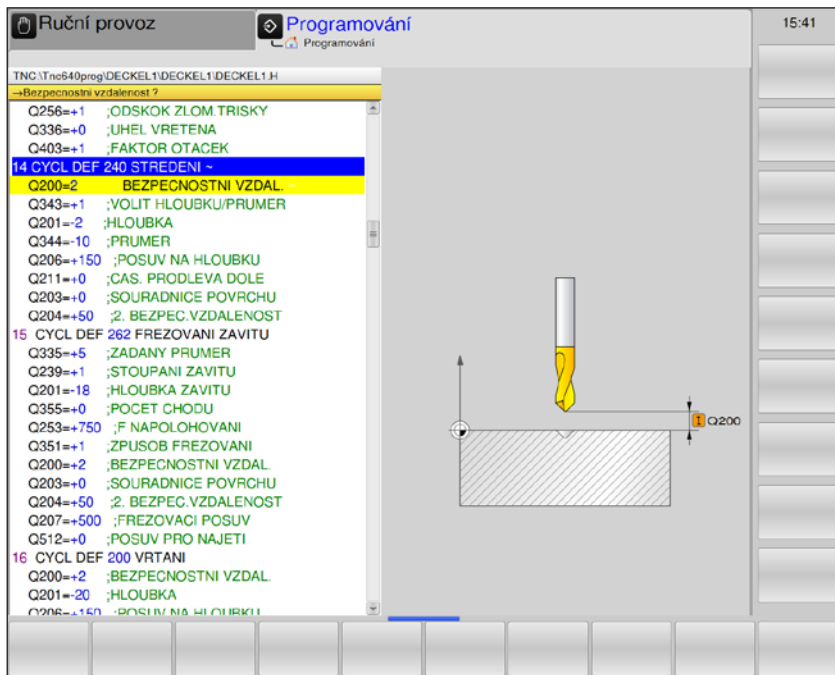 Ruční provoz
Programování
Programování
15:41
TNC:\Tnc640prog\DECKEL1\DECKEL1\DECKEL1.H
→Bezpecnostni vzdalenost ?
Q256=+1 ;ODSKOK ZLOM.TRISKY
Q336=+0 ;UHEL VRETENA
Q403=+1 ;FAKTOR OTACEK
14 CYCL DEF 240 STREDENI ~
Q200=2 BEZPECNOSTNI VZDAL. ~
Q343=+1 ;VOLIT HLOUBKU/PRUMER
Q201=-2 ;HLOUBKA
Q344=-10 ;PRUMER
Q206=+150 ;POSUV NA HLOUBKU
Q211=+0 ;CAS. PRODLEVA DOLE
Q203=+0 ;SOURADNICE POVRCHU
Q204=+50 ;2. BEZPEC.VZDALENOST
15 CYCL DEF 262 FREZOVANI ZAVITU
Q335=+5 ;ZADANY PRUMER
Q239=+1 ;STOUPANI ZAVITU
Q201=-18 ;HLOUBKA ZAVITU
Q355=+0 ;POCET CHODU
Q253=+750 ;F NAPOLOHOVANI
Q351=+1 ;ZPUSOB FREZOVANI
Q200=+2 ;BEZPECNOSTNI VZDAL.
Q203=+0 ;SOURADNICE POVRCHU
Q204=+50 ;2. BEZPEC.VZDALENOST
Q207=+500 ;FREZOVACI POSUV
Q512=+0 ;POSUV PRO NAJETI
16 CYCL DEF 200 VRTANI
Q200=+2 ;BEZPECNOSTNI VZDAL.
Q201=-20 ;HLOUBKA
Q206=+150 ;POSUV NA HLOUBKU
Q200